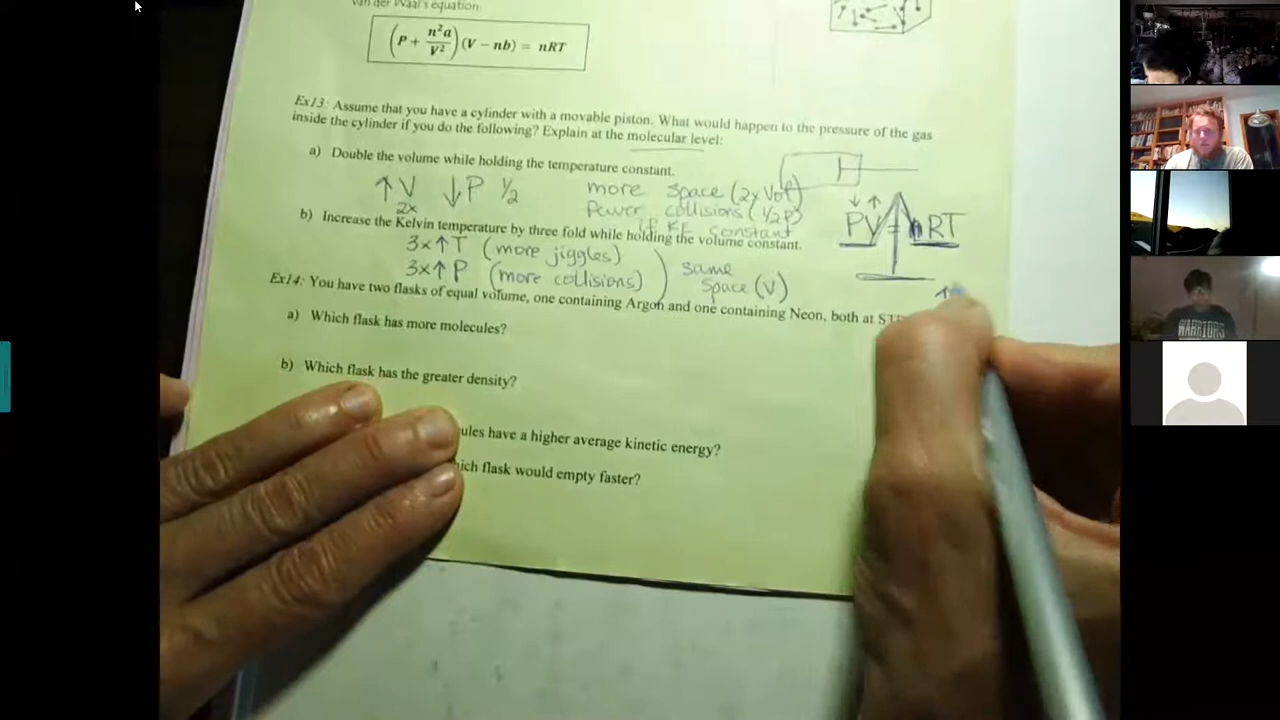 van der Waal's equation:
(P + n²a/V²)(V – nb) = nRT
Ex13: Assume that you have a cylinder with a movable piston. What would happen to the pressure of the gas
inside the cylinder if you do the following? Explain at the molecular level:
a) Double the volume while holding the temperature constant.
↑V 2x ↓P 1/2
more space (2x Vol)
fewer collisions (1/2 P)
if KE constant
↓ ↑
PV = nRT
b) Increase the Kelvin temperature by three fold while holding the volume constant.
3x↑T (more jiggles)
3x↑P (more collisions)
same
space (V)
Ex14: You have two flasks of equal volume, one containing Argon and one containing Neon, both at
a) Which flask has more molecules?
b) Which flask has the greater density?
have a higher average kinetic energy?
flask would empty faster?
WARRIORS